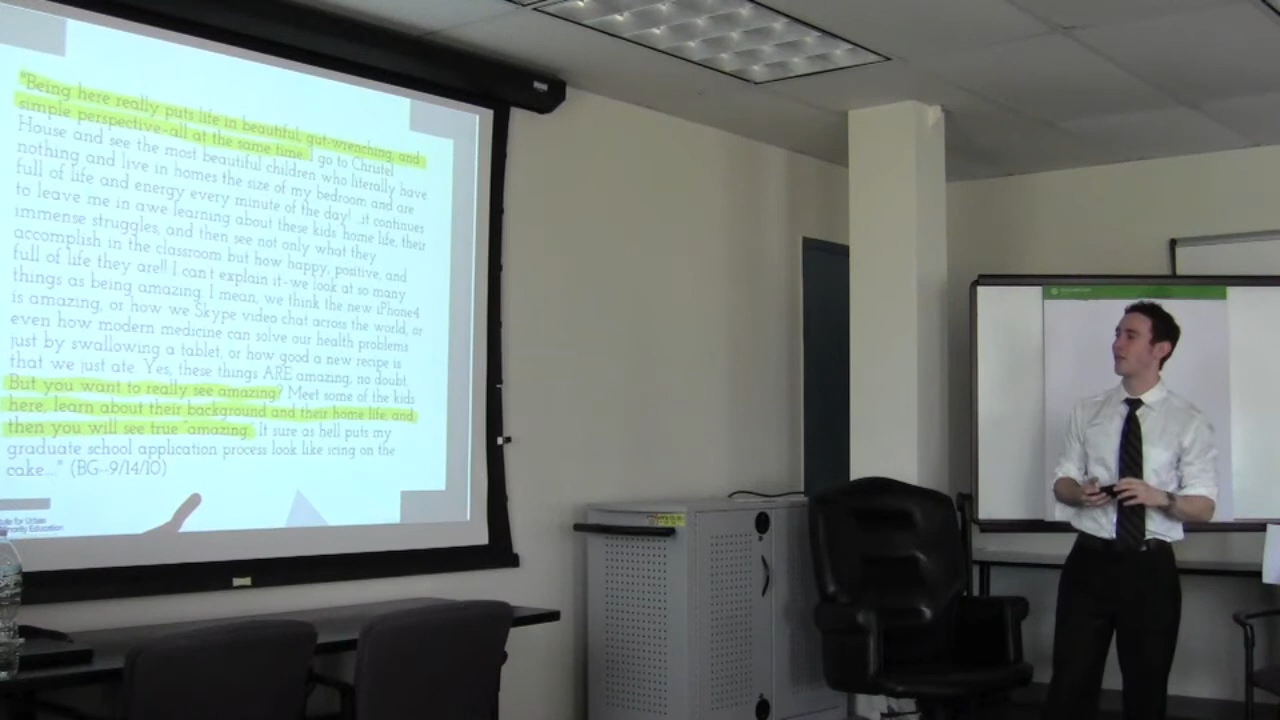 "Being here really puts life in beautiful, gut-wrenching, and
simple perspective-all at the same time. I go to Christel
House and see the most beautiful children who literally have
nothing and live in homes the size of my bedroom and are
full of life and energy every minute of the day! ...it continues
to leave me in awe learning about these kids' home life, their
immense struggles, and then see not only what they
accomplish in the classroom but how happy, positive, and
full of life they are!! I can't explain it-we look at so many
things as being amazing. I mean, we think the new iPhone4
is amazing, or how we Skype video chat across the world, or
even how modern medicine can solve our health problems
just by swallowing a tablet, or how good a new recipe is
that we just ate. Yes, these things ARE amazing, no doubt.
But you want to really see amazing? Meet some of the kids
here, learn about their background and their home life, and
then you will see true "amazing." It sure as hell puts my
graduate school application process look like icing on the
cake...." (BG--9/14/10)
tute for Urban
Minority Education